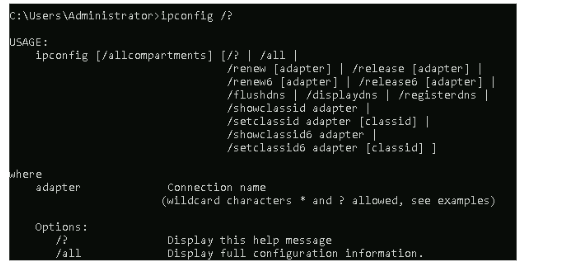 C:\Users\Administrator>ipconfig /?
USAGE:
ipconfig [/allcompartments] [/? | /all |
/renew [adapter] | /release [adapter] |
/renew6 [adapter] | /release6 [adapter] |
/flushdns | /displaydns | /registerdns |
/showclassid adapter |
/setclassid adapter [classid] |
/showclassid6 adapter |
/setclassid6 adapter [classid] ]
where
adapter Connection name
(wildcard characters * and ? allowed, see examples)
Options:
/? Display this help message
/all Display full configuration information.